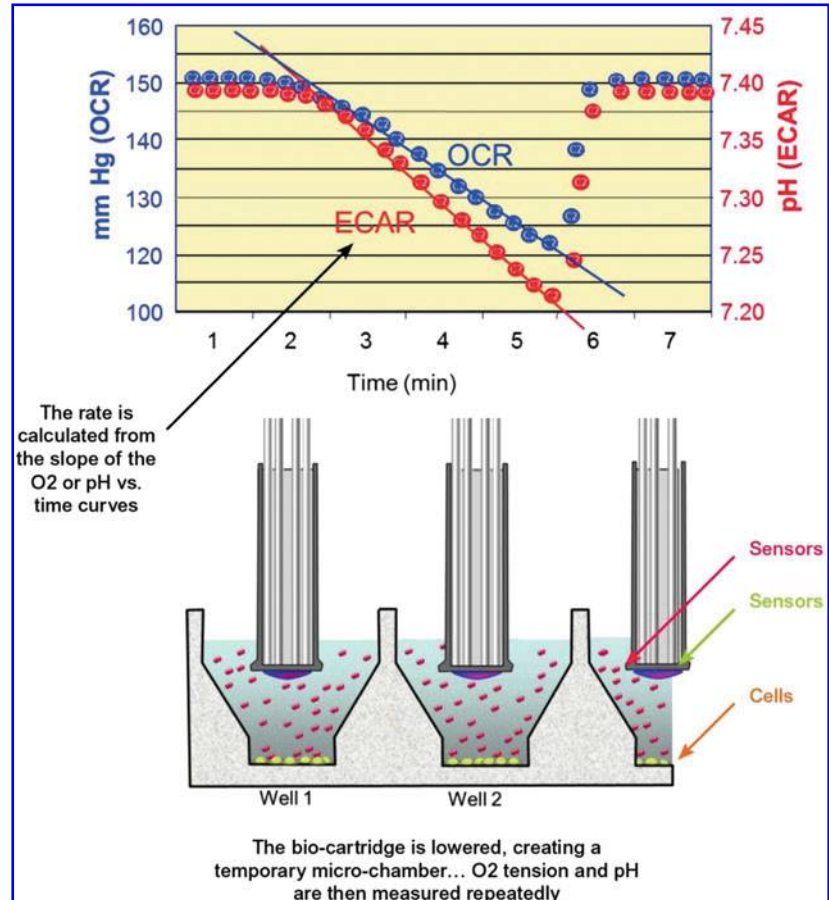 160
150
140
130
120
100
mm Hg (OCR)
7.45
7.40
7.35
7.30
7.25
7.20
pH (ECAR)
OCR
ECAR
1 2 3 4 5 6 7
Time (min)
The rate is
calculated from
the slope of the
O2 or pH vs.
time curves
Sensors
Sensors
Cells
Well 1
Well 2
The bio-cartridge is lowered, creating a
temporary micro-chamber... O2 tension and pH
are then measured repeatedly